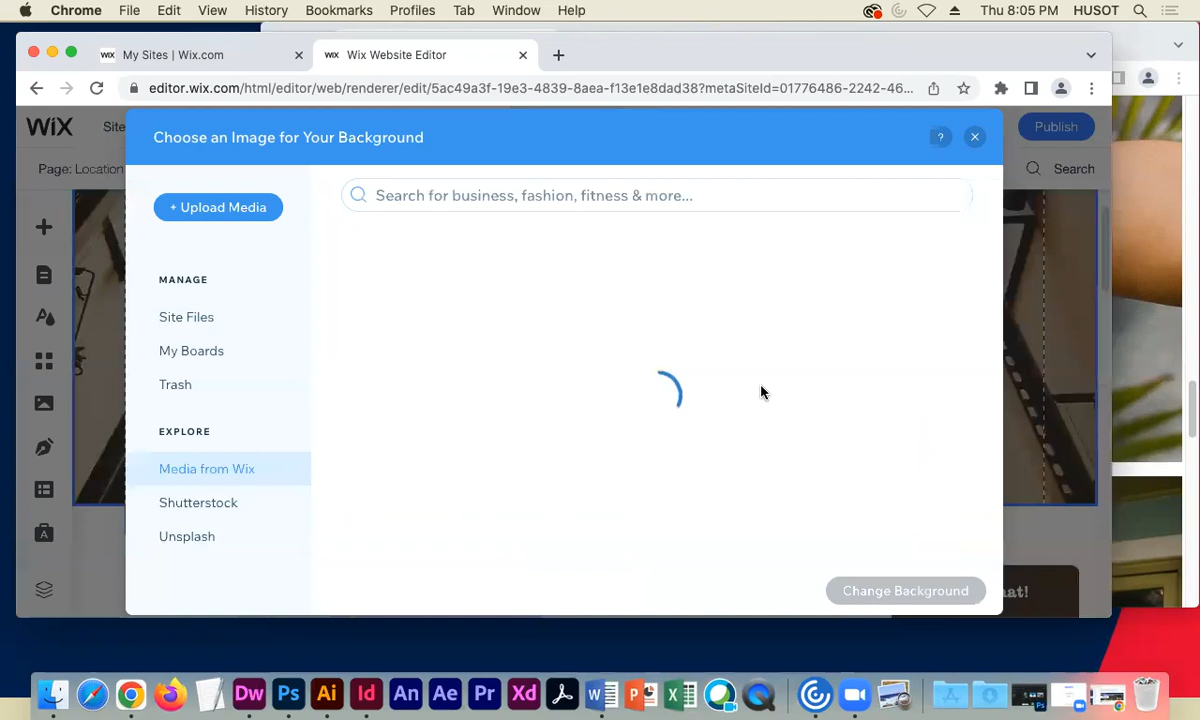 Chrome File Edit View History Bookmarks Profiles Tab Window Help Thu 8:05 PM HUSOT
WiX My Sites | Wix.com WiX Wix Website Editor
editor.wix.com/html/editor/web/renderer/edit/5ac49a3f-19e3-4839-8aea-f13e1e8dad38?metaSiteId=01776486-2242-46...
WiX Site Choose an Image for Your Background ? Publish
Page: Location Search
+ Upload Media Search for business, fashion, fitness & more...
MANAGE
Site Files
My Boards
Trash
EXPLORE
Media from Wix
Shutterstock
Unsplash
A
Change Background at!
Dw Ps Ai Id An Ae Pr Xd W P X